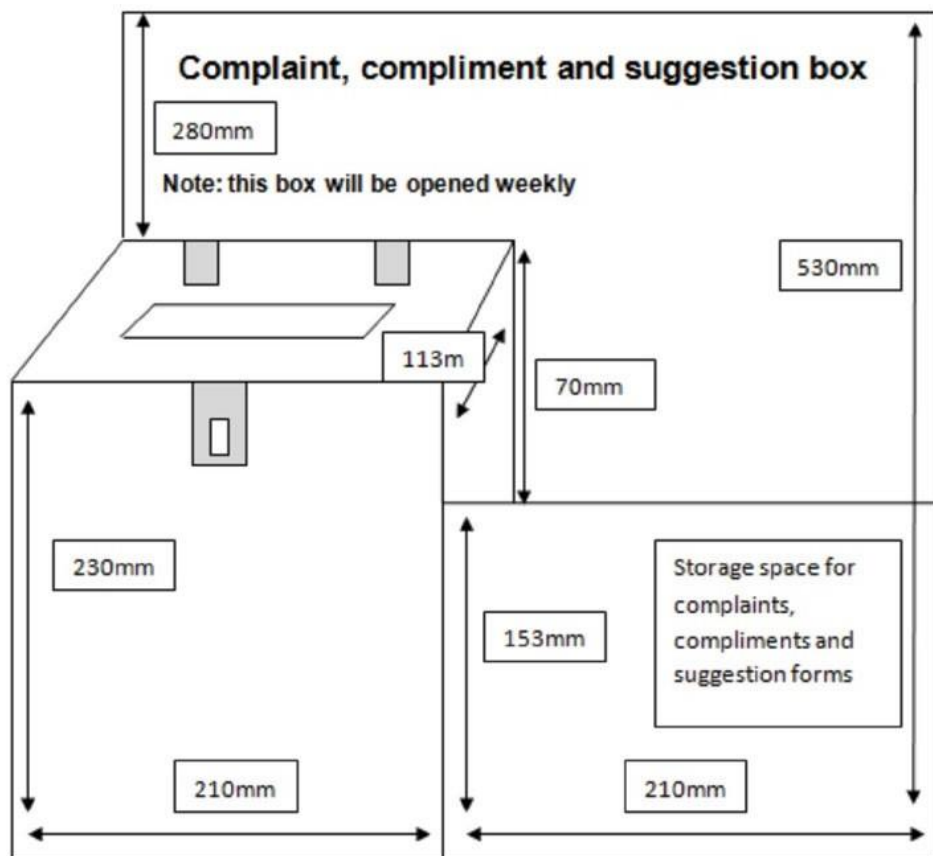 Complaint, compliment and suggestion box
280mm
Note: this box will be opened weekly
530mm
113m
70mm
230mm
Storage space for
complaints,
compliments and
suggestion forms
153mm
210mm
210mm